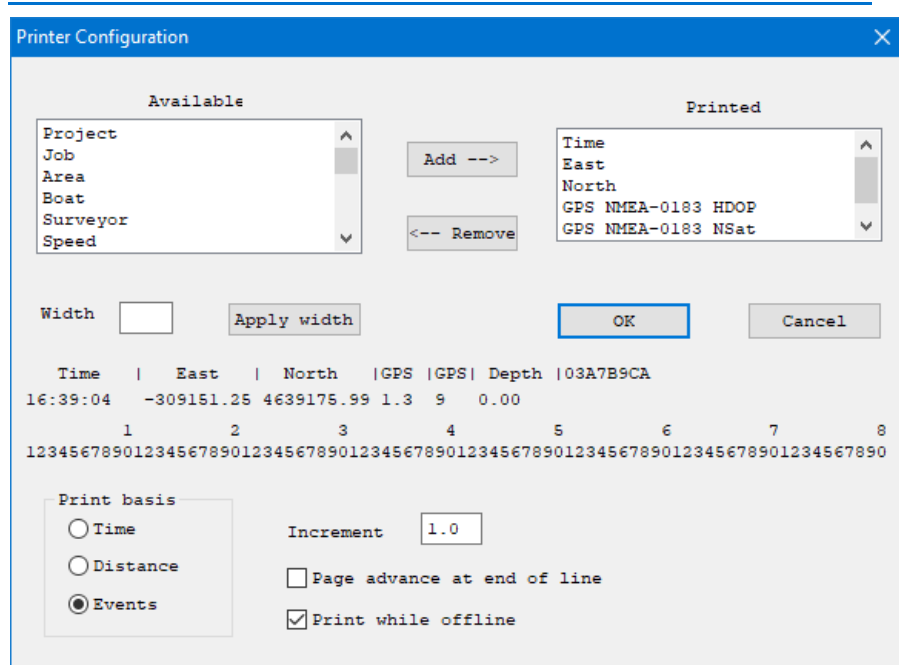 Printer Configuration
Available
Printed
Project
Job
Area
Boat
Surveyor
Speed
Add -->
<-- Remove
Time
East
North
GPS NMEA-0183 HDOP
GPS NMEA-0183 NSat
Width
Apply width
OK
Cancel
Time | East | North |GPS |GPS| Depth |03A7B9CA
16:39:04 -309151.25 4639175.99 1.3 9 0.00
1 2 3 4 5 6 7 8
12345678901234567890123456789012345678901234567890123456789012345678901234567890
Print basis
Time
Distance
Events
Increment 1.0
Page advance at end of line
Print while offline